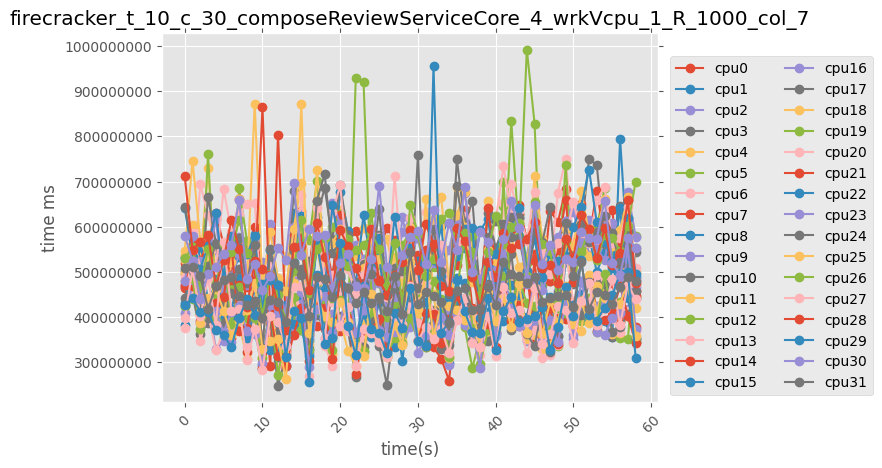 firecracker_t_10_c_30_composeReviewServiceCore_4_wrkVcpu_1_R_1000_col_7
1000000000
900000000
800000000
700000000
600000000
500000000
400000000
300000000
time ms
0 10 20 30 40 50 60
time(s)
cpu0
cpu1
cpu2
cpu3
cpu4
cpu5
cpu6
cpu7
cpu8
cpu9
cpu10
cpu11
cpu12
cpu13
cpu14
cpu15
cpu16
cpu17
cpu18
cpu19
cpu20
cpu21
cpu22
cpu23
cpu24
cpu25
cpu26
cpu27
cpu28
cpu29
cpu30
cpu31